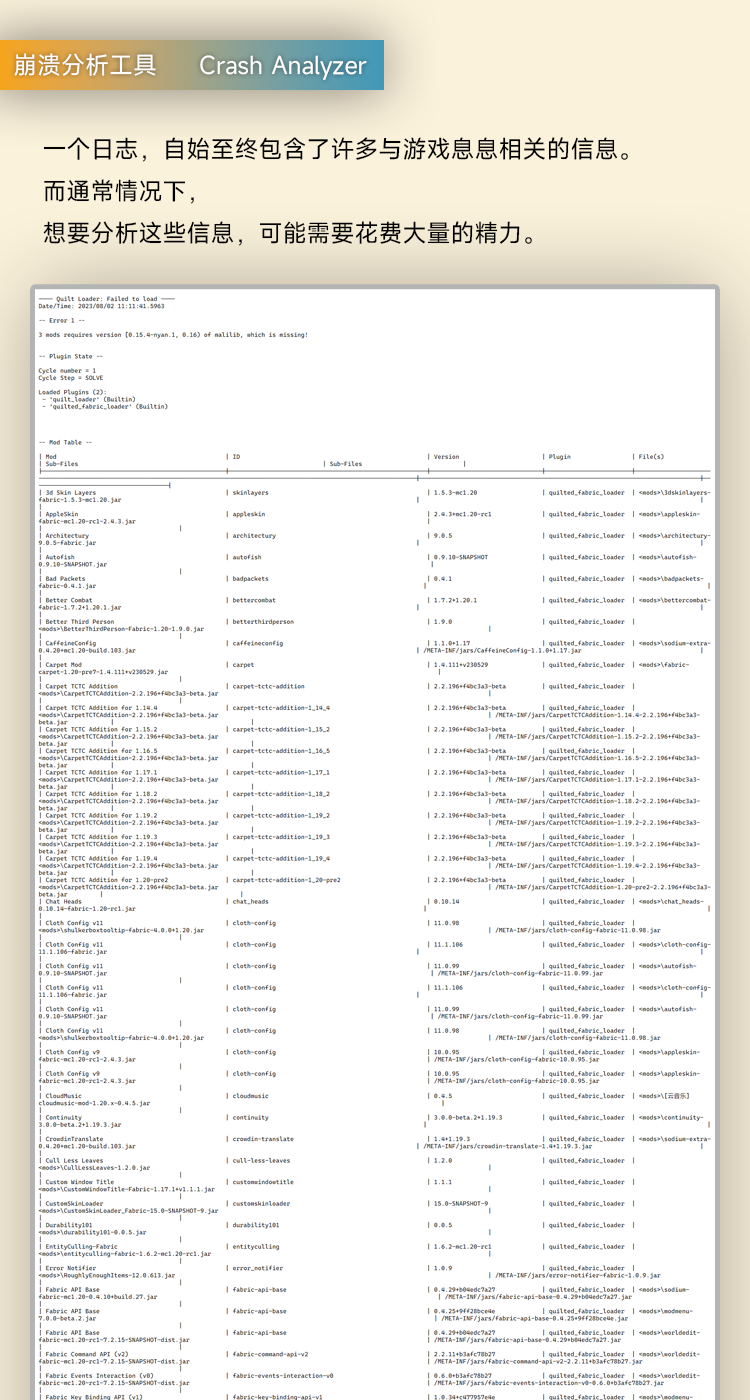 崩溃分析工具 Crash Analyzer
一个日志，自始至终包含了许多与游戏息息相关的信息。
而通常情况下，
想要分析这些信息，可能需要花费大量的精力。
---- Quilt Loader: Failed to load ----
Date/Time: 2023/08/02 11:11:41.5963
-- Error 1 --
3 mods requires version [0.15.4-nyan.1, 0.16) of malilib, which is missing!
-- Plugin State --
Cycle number = 1
Cycle Step = SOLVE
Loaded Plugins (2):
- 'quilt_loader' (Builtin)
- 'quilted_fabric_loader' (Builtin)
-- Mod Table --
| Mod | ID | Version | Plugin | File(s)
| Sub-Files | Sub-Files |
| 3d Skin Layers | skinlayers | 1.5.3-mc1.20 | quilted_fabric_loader | <mods>\3dskinlayers-
fabric-1.5.3-mc1.20.jar | |
|
| AppleSkin | appleskin | 2.4.3+mc1.20-rc1 | quilted_fabric_loader | <mods>\appleskin-
fabric-mc1.20-rc1-2.4.3.jar |
| |
| Architectury | architectury | 9.0.5 | quilted_fabric_loader | <mods>\architectury-
9.0.5-fabric.jar | |
|
| Autofish | autofish | 0.9.10-SNAPSHOT | quilted_fabric_loader | <mods>\autofish-
0.9.10-SNAPSHOT.jar |
| |
| Bad Packets | badpackets | 0.4.1 | quilted_fabric_loader | <mods>\badpackets-
fabric-0.4.1.jar | |
|
| Better Combat | bettercombat | 1.7.2+1.20.1 | quilted_fabric_loader | <mods>\bettercombat-
fabric-1.7.2+1.20.1.jar | |
|
| Better Third Person | betterthirdperson | 1.9.0 | quilted_fabric_loader |
<mods>\BetterThirdPerson-Fabric-1.20-1.9.0.jar |
| |
| CaffeineConfig | caffeineconfig | 1.1.0+1.17 | quilted_fabric_loader | <mods>\sodium-extra-
0.4.20+mc1.20-build.103.jar | /META-INF/jars/CaffeineConfig-1.1.0+1.17.jar |
|
| Carpet Mod | carpet | 1.4.111+v230529 | quilted_fabric_loader | <mods>\fabric-
carpet-1.20-pre7-1.4.111+v230529.jar |
| |
| Carpet TCTC Addition | carpet-tctc-addition | 2.2.196+f4bc3a3-beta | quilted_fabric_loader |
<mods>\CarpetTCTCAddition-2.2.196+f4bc3a3-beta.jar |
| |
| Carpet TCTC Addition for 1.14.4 | carpet-tctc-addition-1_14_4 | 2.2.196+f4bc3a3-beta | quilted_fabric_loader |
<mods>\CarpetTCTCAddition-2.2.196+f4bc3a3-beta.jar | /META-INF/jars/CarpetTCTCAddition-1.14.4-2.2.196+f4bc3a3-
beta.jar | |
| Carpet TCTC Addition for 1.15.2 | carpet-tctc-addition-1_15_2 | 2.2.196+f4bc3a3-beta | quilted_fabric_loader |
<mods>\CarpetTCTCAddition-2.2.196+f4bc3a3-beta.jar | /META-INF/jars/CarpetTCTCAddition-1.15.2-2.2.196+f4bc3a3-
beta.jar | |
| Carpet TCTC Addition for 1.16.5 | carpet-tctc-addition-1_16_5 | 2.2.196+f4bc3a3-beta | quilted_fabric_loader |
<mods>\CarpetTCTCAddition-2.2.196+f4bc3a3-beta.jar | /META-INF/jars/CarpetTCTCAddition-1.16.5-2.2.196+f4bc3a3-
beta.jar | |
| Carpet TCTC Addition for 1.17.1 | carpet-tctc-addition-1_17_1 | 2.2.196+f4bc3a3-beta | quilted_fabric_loader |
<mods>\CarpetTCTCAddition-2.2.196+f4bc3a3-beta.jar | /META-INF/jars/CarpetTCTCAddition-1.17.1-2.2.196+f4bc3a3-
beta.jar | |
| Carpet TCTC Addition for 1.18.2 | carpet-tctc-addition-1_18_2 | 2.2.196+f4bc3a3-beta | quilted_fabric_loader |
<mods>\CarpetTCTCAddition-2.2.196+f4bc3a3-beta.jar | /META-INF/jars/CarpetTCTCAddition-1.18.2-2.2.196+f4bc3a3-
beta.jar | |
| Carpet TCTC Addition for 1.19.2 | carpet-tctc-addition-1_19_2 | 2.2.196+f4bc3a3-beta | quilted_fabric_loader |
<mods>\CarpetTCTCAddition-2.2.196+f4bc3a3-beta.jar | /META-INF/jars/CarpetTCTCAddition-1.19.2-2.2.196+f4bc3a3-
beta.jar | |
| Carpet TCTC Addition for 1.19.3 | carpet-tctc-addition-1_19_3 | 2.2.196+f4bc3a3-beta | quilted_fabric_loader |
<mods>\CarpetTCTCAddition-2.2.196+f4bc3a3-beta.jar | /META-INF/jars/CarpetTCTCAddition-1.19.3-2.2.196+f4bc3a3-
beta.jar | |
| Carpet TCTC Addition for 1.19.4 | carpet-tctc-addition-1_19_4 | 2.2.196+f4bc3a3-beta | quilted_fabric_loader |
<mods>\CarpetTCTCAddition-2.2.196+f4bc3a3-beta.jar | /META-INF/jars/CarpetTCTCAddition-1.19.4-2.2.196+f4bc3a3-
beta.jar | |
| Carpet TCTC Addition for 1.20-pre2 | carpet-tctc-addition-1_20-pre2 | 2.2.196+f4bc3a3-beta | quilted_fabric_loader |
<mods>\CarpetTCTCAddition-2.2.196+f4bc3a3-beta.jar | /META-INF/jars/CarpetTCTCAddition-1.20-pre2-2.2.196+f4bc3a3-
beta.jar | |
| Chat Heads | chat_heads | 0.10.14 | quilted_fabric_loader | <mods>\chat_heads-
0.10.14-fabric-1.20-rc1.jar | |
|
| Cloth Config v11 | cloth-config | 11.0.98 | quilted_fabric_loader |
<mods>\shulkerboxtooltip-fabric-4.0.0+1.20.jar | /META-INF/jars/cloth-config-fabric-11.0.98.jar
| |
| Cloth Config v11 | cloth-config | 11.1.106 | quilted_fabric_loader | <mods>\cloth-config-
11.1.106-fabric.jar |
|
| Cloth Config v11 | cloth-config | 11.0.99 | quilted_fabric_loader | <mods>\autofish-
0.9.10-SNAPSHOT.jar | /META-INF/jars/cloth-config-fabric-11.0.99.jar
| |
| Cloth Config v11 | cloth-config | 11.1.106 | quilted_fabric_loader | <mods>\cloth-config-
11.1.106-fabric.jar | |
|
| Cloth Config v11 | cloth-config | 11.0.99 | quilted_fabric_loader | <mods>\autofish-
0.9.10-SNAPSHOT.jar | /META-INF/jars/cloth-config-fabric-11.0.99.jar
| |
| Cloth Config v11 | cloth-config | 11.0.98 | quilted_fabric_loader |
<mods>\shulkerboxtooltip-fabric-4.0.0+1.20.jar | /META-INF/jars/cloth-config-fabric-11.0.98.jar
| |
| Cloth Config v9 | cloth-config | 10.0.95 | quilted_fabric_loader | <mods>\appleskin-
fabric-mc1.20-rc1-2.4.3.jar | /META-INF/jars/cloth-config-fabric-10.0.95.jar
| |
| Cloth Config v9 | cloth-config | 10.0.95 | quilted_fabric_loader | <mods>\appleskin-
fabric-mc1.20-rc1-2.4.3.jar | /META-INF/jars/cloth-config-fabric-10.0.95.jar
| |
| CloudMusic | cloudmusic | 0.4.5 | quilted_fabric_loader | <mods>\[云音乐]
cloudmusic-mod-1.20.x-0.4.5.jar |
| |
| Continuity | continuity | 3.0.0-beta.2+1.19.3 | quilted_fabric_loader | <mods>\continuity-
3.0.0-beta.2+1.19.3.jar | |
|
| CrowdinTranslate | crowdin-translate | 1.4+1.19.3 | quilted_fabric_loader | <mods>\sodium-extra-
0.4.20+mc1.20-build.103.jar | /META-INF/jars/crowdin-translate-1.4+1.19.3.jar |
|
| Cull Less Leaves | cull-less-leaves | 1.2.0 | quilted_fabric_loader |
<mods>\CullLessLeaves-1.2.0.jar |
| |
| Custom Window Title | customwindowtitle | 1.1.1 | quilted_fabric_loader |
<mods>\CustomWindowTitle-Fabric-1.17.1+v1.1.1.jar |
| |
| CustomSkinLoader | customskinloader | 15.0-SNAPSHOT-9 | quilted_fabric_loader |
<mods>\CustomSkinLoader_Fabric-15.0-SNAPSHOT-9.jar |
| |
| Durability101 | durability101 | 0.0.5 | quilted_fabric_loader |
<mods>\durability101-0.0.5.jar |
| |
| EntityCulling-Fabric | entityculling | 1.6.2-mc1.20-rc1 | quilted_fabric_loader |
<mods>\entityculling-fabric-1.6.2-mc1.20-rc1.jar |
| |
| Error Notifier | error_notifier | 1.0.9 | quilted_fabric_loader |
<mods>\RoughlyEnoughItems-12.0.613.jar | /META-INF/jars/error-notifier-fabric-1.0.9.jar
| |
| Fabric API Base | fabric-api-base | 0.4.29+b04edc7a27 | quilted_fabric_loader | <mods>\sodium-
fabric-mc1.20-0.4.10+build.27.jar | /META-INF/jars/fabric-api-base-0.4.29+b04edc7a27.jar
| |
| Fabric API Base | fabric-api-base | 0.4.25+9ff28bce4e | quilted_fabric_loader | <mods>\modmenu-
7.0.0-beta.2.jar | /META-INF/jars/fabric-api-base-0.4.25+9ff28bce4e.jar
| |
| Fabric API Base | fabric-api-base | 0.4.29+b04edc7a27 | quilted_fabric_loader | <mods>\worldedit-
fabric-mc1.20-rc1-7.2.15-SNAPSHOT-dist.jar | /META-INF/jars/fabric-api-base-0.4.29+b04edc7a27.jar
| |
| Fabric Command API (v2) | fabric-command-api-v2 | 2.2.11+b3afc78b27 | quilted_fabric_loader | <mods>\worldedit-
fabric-mc1.20-rc1-7.2.15-SNAPSHOT-dist.jar | /META-INF/jars/fabric-command-api-v2-2.2.11+b3afc78b27.jar
| |
| Fabric Events Interaction (v0) | fabric-events-interaction-v0 | 0.6.0+b3afc78b27 | quilted_fabric_loader | <mods>\worldedit-
fabric-mc1.20-rc1-7.2.15-SNAPSHOT-dist.jar | /META-INF/jars/fabric-events-interaction-v0-0.6.0+b3afc78b27.jar
| |
| Fabric Key Binding API (v1) | fabric-key-binding-api-v1 | 1.0.34+c477957e4e | quilted_fabric_loader | <mods>\modmenu-